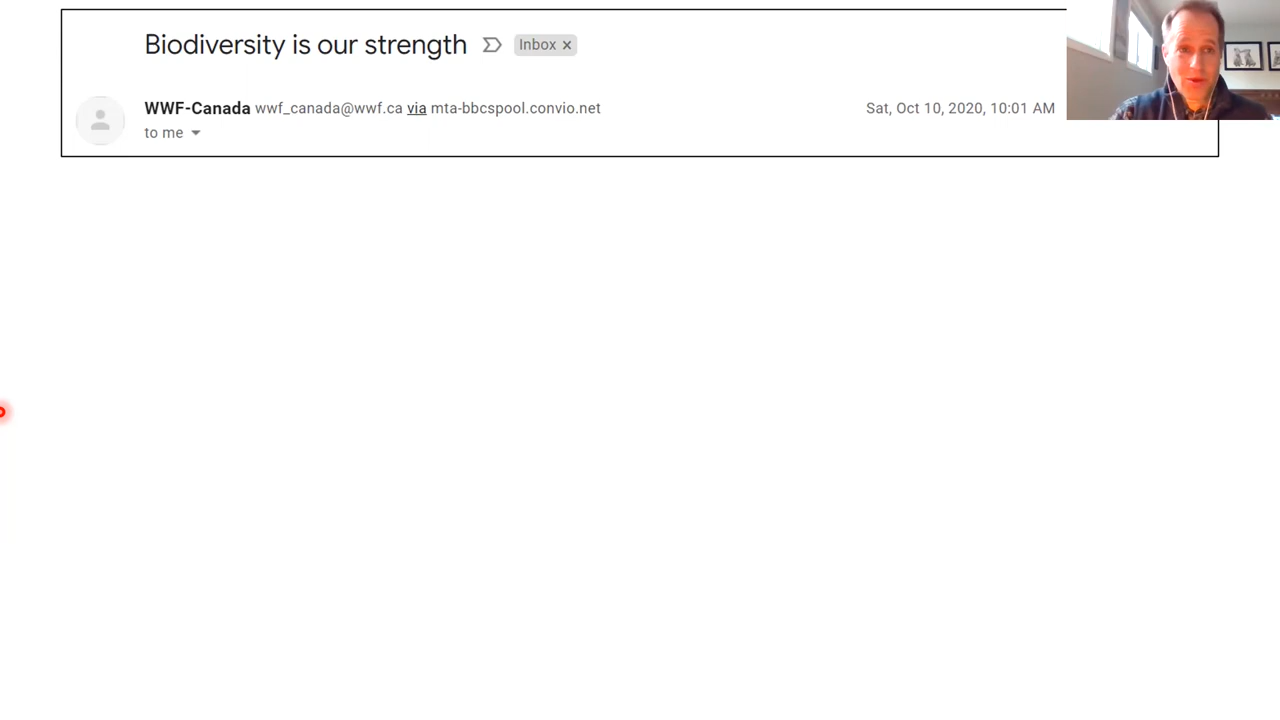 Biodiversity is our strength Inbox ×
WWF-Canada wwf_canada@wwf.ca via mta-bbcspool.convio.net Sat, Oct 10, 2020, 10:01 AM
to me